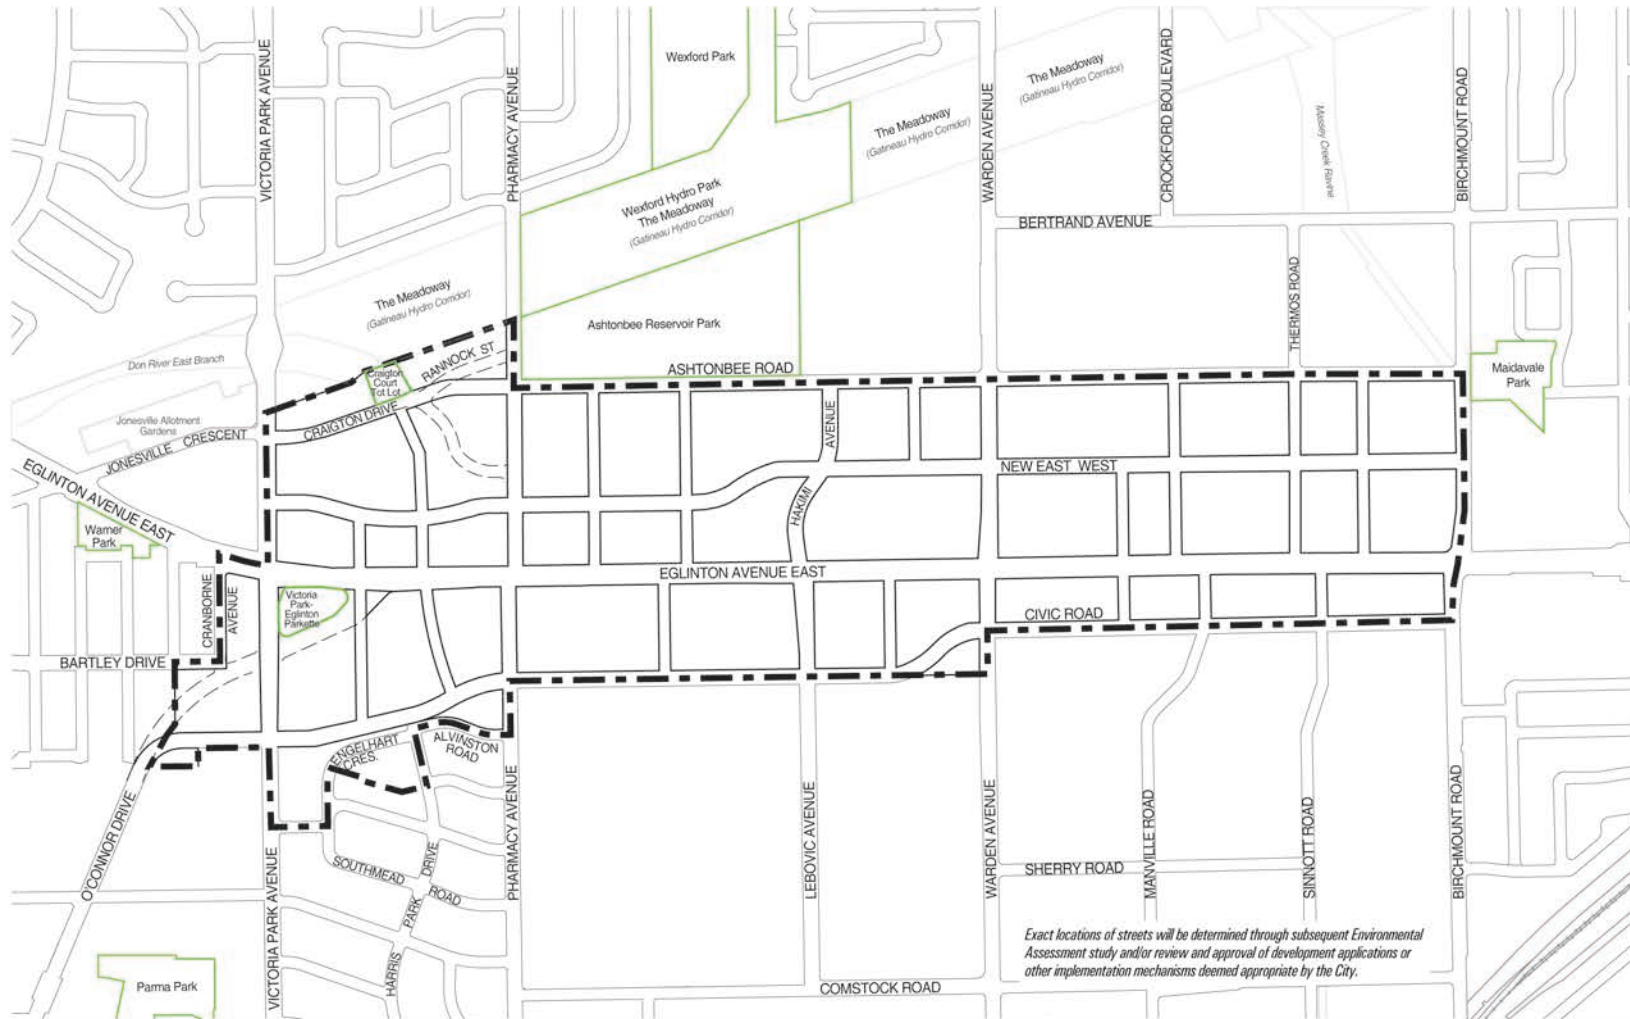 VICTORIA PARK AVENUE
PHARMACY AVENUE
Wexford Park
The Meadoway
(Gatineau Hydro Corridor)
The Meadoway
(Gatineau Hydro Corridor)
WARDEN AVENUE
CROCKFORD BOULEVARD
Massey Creek Ravine
BIRCHMOUNT ROAD
Wexford Hydro Park
The Meadoway
(Gatineau Hydro Corridor)
BERTRAND AVENUE
The Meadoway
(Gatineau Hydro Corridor)
THERMOS ROAD
Ashtonbee Reservoir Park
Don River East Branch
RANNOCK ST
ASHTONBEE ROAD
Maidavale
Park
Craigton
Court
Tot Lot
Jonesville Allotment
Gardens
CRAIGTON DRIVE
JONESVILLE CRESCENT
HAKIMI AVENUE
NEW EAST WEST
EGLINTON AVENUE EAST
Warner
Park
EGLINTON AVENUE EAST
CRANBORNE
AVENUE
Victoria
Park-
Eglinton
Parkette
CIVIC ROAD
BARTLEY DRIVE
ENGELHART
CRES.
ALVINSTON
ROAD
O'CONNOR DRIVE
VICTORIA PARK AVENUE
PHARMACY AVENUE
LEBOVIC AVENUE
WARDEN AVENUE
MANVILLE ROAD
SINNOTT ROAD
BIRCHMOUNT ROAD
SOUTHMEAD ROAD
HARRIS PARK DRIVE
SHERRY ROAD
Exact locations of streets will be determined through subsequent Environmental
Assessment study and/or review and approval of development applications or
other implementation mechanisms deemed appropriate by the City.
Parma Park
COMSTOCK ROAD